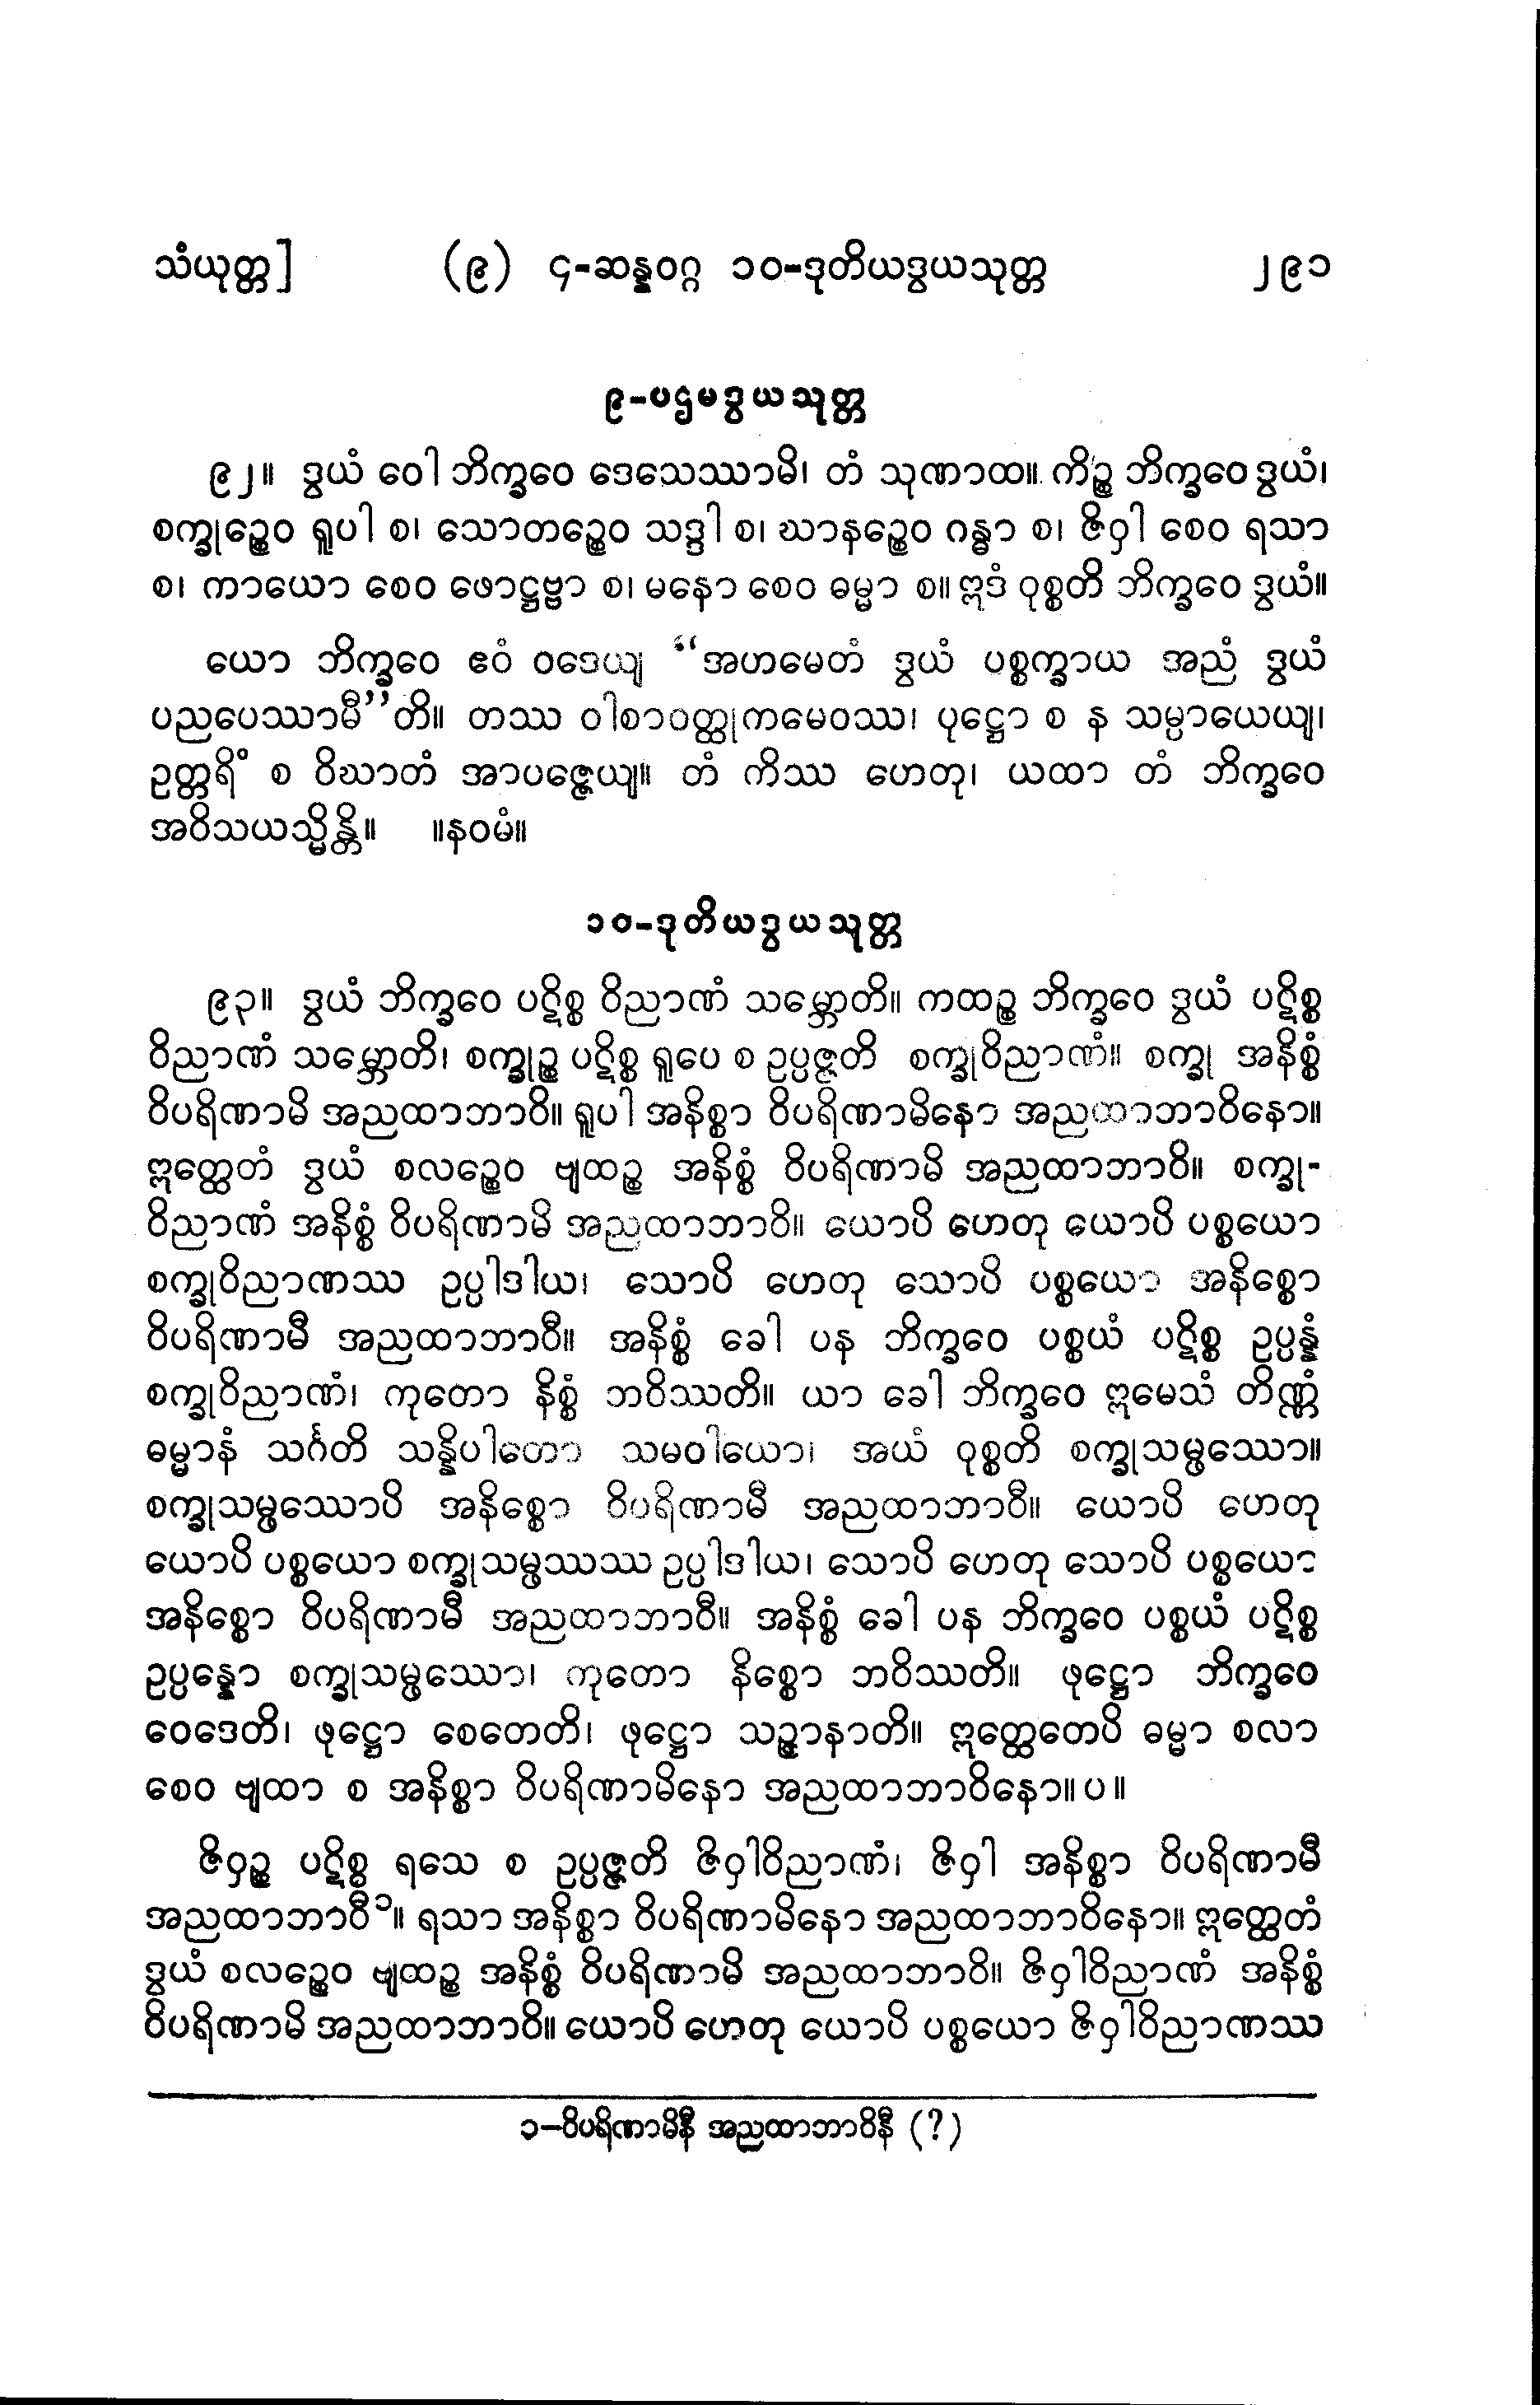 သံယုတ္တ] (၉) ၄-ဆန္နဝဂ္ဂ ၁၀-ဒုတိယဒွယသုတ္တ ၂၉၁
၉-ပဌမဒွယသုတ္တ
၉၂။ ဒွယံ ဝေါ ဘိက္ခဝေ ဒေသေဿာမိ၊ တံ သုဏာထ။ ကိဉ္စ ဘိက္ခဝေ ဒွယံ၊
စက္ခုဉ္စေဝ ရူပါ စ၊ သောတဉ္စေဝ သဒ္ဒါ စ၊ ဃာနဉ္စေဝ ဂန္ဓာ စ၊ ဇိဝှါ စေဝ ရသာ
စ၊ ကာယော စေဝ ဖောဋ္ဌဗ္ဗာ စ၊ မနော စေဝ ဓမ္မာ စ။ ဣဒံ ဝုစ္စတိ ဘိက္ခဝေ ဒွယံ။
ယော ဘိက္ခဝေ ဧဝံ ဝဒေယျ “အဟမေတံ ဒွယံ ပစ္စက္ခာယ အညံ ဒွယံ
ပညပေဿာမီ”တိ။ တဿ ဝါစာဝတ္ထုကမေဝဿ၊ ပုဋ္ဌော စ န သမ္ပာယေယျ၊
ဥတ္တရိံ စ ဝိဃာတံ အာပဇ္ဇေယျ။ တံ ကိဿ ဟေတု၊ ယထာ တံ ဘိက္ခဝေ
အဝိသယသ္မိန္တိ။ ။နဝမံ။
၁၀-ဒုတိယဒွယသုတ္တ
၉၃။ ဒွယံ ဘိက္ခဝေ ပဋိစ္စ ဝိညာဏံ သမ္ဘောတိ။ ကထဉ္စ ဘိက္ခဝေ ဒွယံ ပဋိစ္စ
ဝိညာဏံ သမ္ဘောတိ၊ စက္ခုဉ္စ ပဋိစ္စ ရူပေ စ ဥပ္ပဇ္ဇတိ စက္ခုဝိညာဏံ။ စက္ခု အနိစ္စံ
ဝိပရိဏာမိ အညထာဘာဝိ။ ရူပါ အနိစ္စာ ဝိပရိဏာမိနော အညထာဘာဝိနော။
ဣတ္ထေတံ ဒွယံ စလဉ္စေဝ ဗျထဉ္စ အနိစ္စံ ဝိပရိဏာမိ အညထာဘာဝိ။ စက္ခု-
ဝိညာဏံ အနိစ္စံ ဝိပရိဏာမိ အညထာဘာဝိ။ ယောပိ ဟေတု ယောပိ ပစ္စယော
စက္ခုဝိညာဏဿ ဥပ္ပါဒါယ၊ သောပိ ဟေတု သောပိ ပစ္စယော အနိစ္စော
ဝိပရိဏာမီ အညထာဘာဝီ။ အနိစ္စံ ခေါ ပန ဘိက္ခဝေ ပစ္စယံ ပဋိစ္စ ဥပ္ပန္နံ
စက္ခုဝိညာဏံ၊ ကုတော နိစ္စံ ဘဝိဿတိ။ ယာ ခေါ ဘိက္ခဝေ ဣမေသံ တိဏ္ဏံ
ဓမ္မာနံ သင်္ဂတိ သန္နိပါတော သမဝါယော၊ အယံ ဝုစ္စတိ စက္ခုသမ္ဖဿော။
စက္ခုသမ္ဖဿောပိ အနိစ္စော ဝိပရိဏာမီ အညထာဘာဝီ။ ယောပိ ဟေတု
ယောပိ ပစ္စယော စက္ခုသမ္ဖဿဿ ဥပ္ပါဒါယ၊ သောပိ ဟေတု သောပိ ပစ္စယော
အနိစ္စော ဝိပရိဏာမီ အညထာဘာဝီ။ အနိစ္စံ ခေါ ပန ဘိက္ခဝေ ပစ္စယံ ပဋိစ္စ
ဥပ္ပန္နော စက္ခုသမ္ဖဿော၊ ကုတော နိစ္စော ဘဝိဿတိ။ ဖုဋ္ဌော ဘိက္ခဝေ
ဝေဒေတိ၊ ဖုဋ္ဌော စေတေတိ၊ ဖုဋ္ဌော သဉ္ဇာနာတိ။ ဣတ္ထေတေပိ ဓမ္မာ စလာ
စေဝ ဗျထာ စ အနိစ္စာ ဝိပရိဏာမိနော အညထာဘာဝိနော။ ပ။
ဇိဝှဉ္စ ပဋိစ္စ ရသေ စ ဥပ္ပဇ္ဇတိ ဇိဝှါဝိညာဏံ၊ ဇိဝှါ အနိစ္စာ ဝိပရိဏာမီ
အညထာဘာဝီ၁။ ရသာ အနိစ္စာ ဝိပရိဏာမိနော အညထာဘာဝိနော။ ဣတ္ထေတံ
ဒွယံ စလဉ္စေဝ ဗျထဉ္စ အနိစ္စံ ဝိပရိဏာမိ အညထာဘာဝိ။ ဇိဝှါဝိညာဏံ အနိစ္စံ
ဝိပရိဏာမိ အညထာဘာဝိ။ ယောပိ ဟေတု ယောပိ ပစ္စယော ဇိဝှါဝိညာဏဿ
၁-ဝိပရိဏာမိနီ အညထာဘာဝိနီ (?)